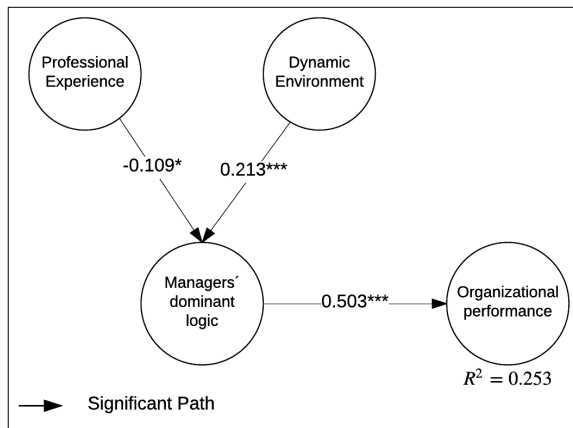 Professional
Experience
Dynamic
Environment
-0.109*
0.213***
Managers´
dominant
logic
0.503***
Organizational
performance
R² = 0.253
Significant Path